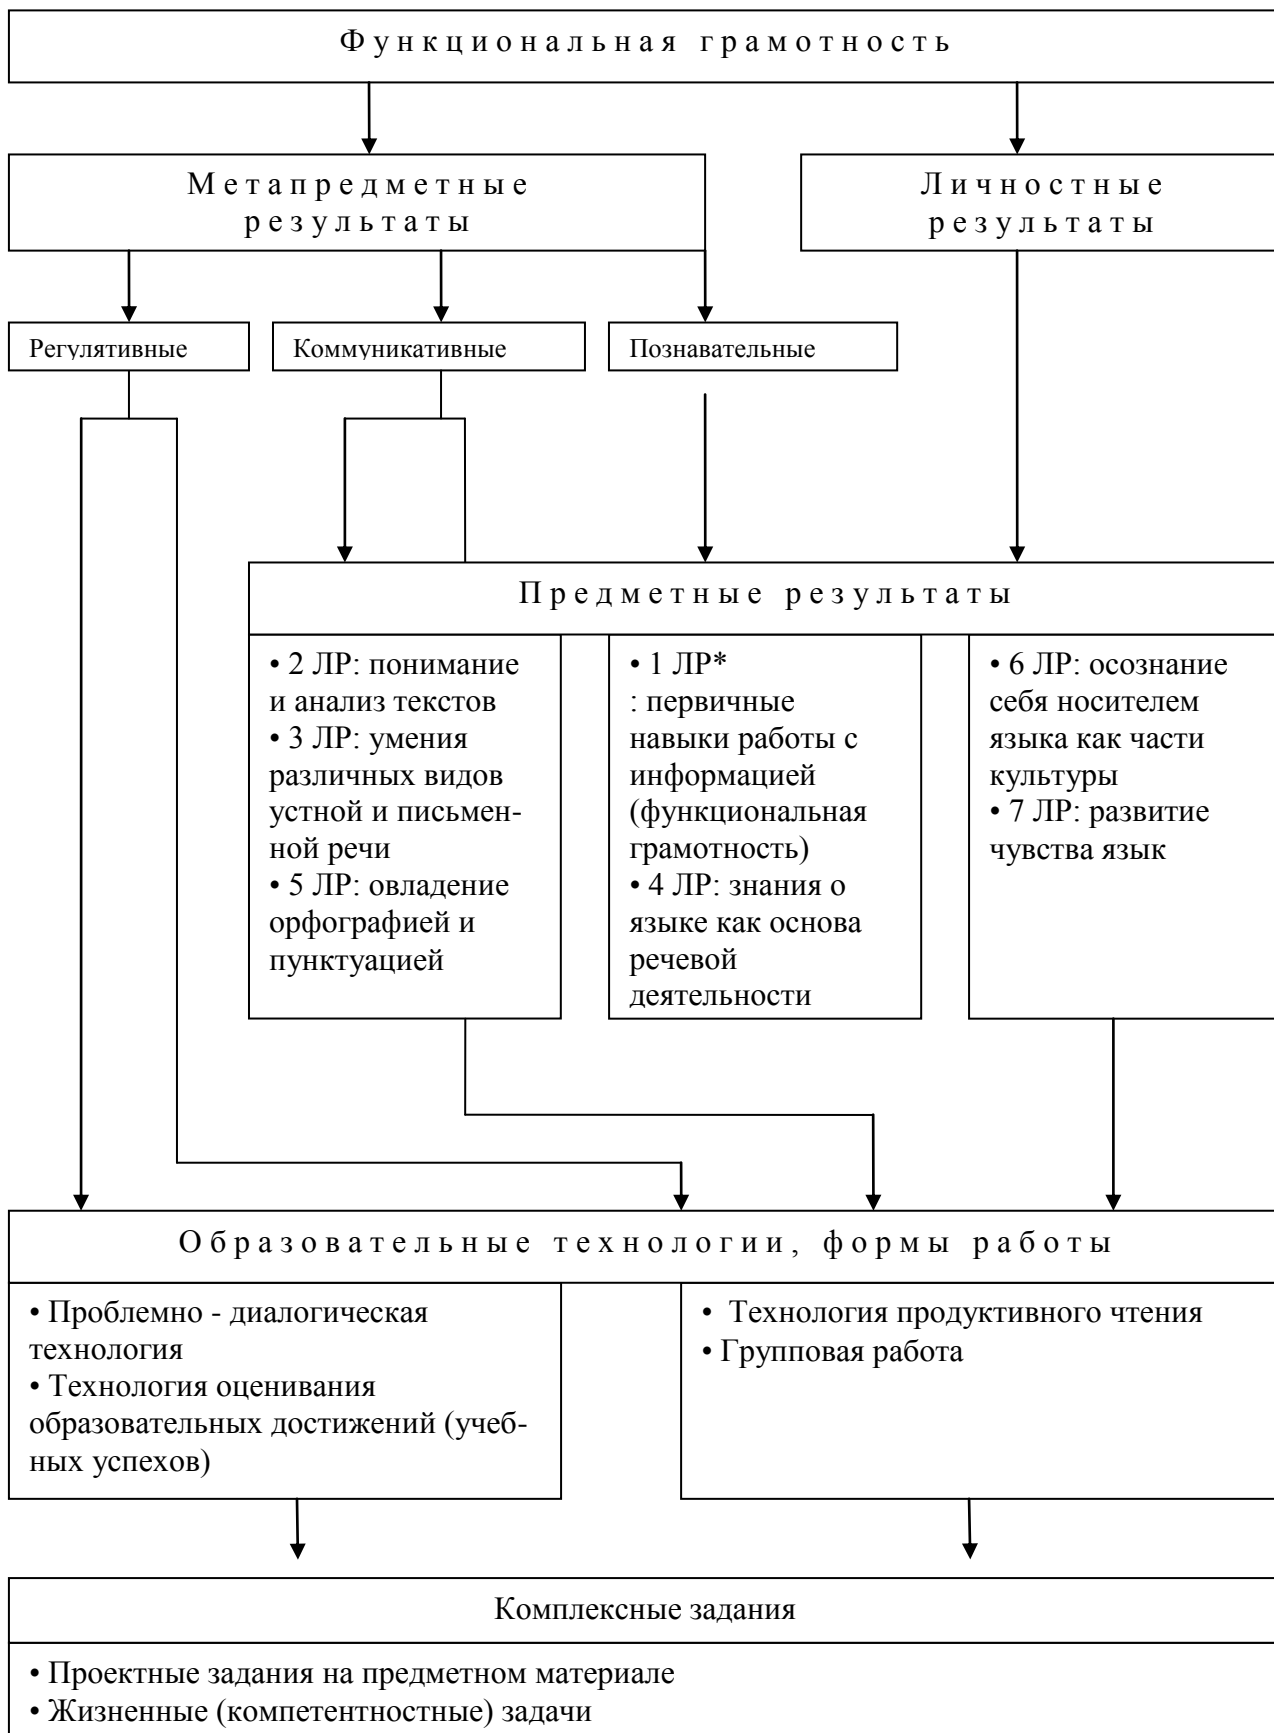 Функциональная грамотность
Метапредметные
результаты
Личностные
результаты
Регулятивные
Коммуникативные
Познавательные
Предметные результаты
• 2 ЛР: понимание
и анализ текстов
• 3 ЛР: умения
различных видов
устной и письмен-
ной речи
• 5 ЛР: овладение
орфографией и
пунктуацией
• 1 ЛР*
: первичные
навыки работы с
информацией
(функциональная
грамотность)
• 4 ЛР: знания о
языке как основа
речевой
деятельности
• 6 ЛР: осознание
себя носителем
языка как части
культуры
• 7 ЛР: развитие
чувства язык
Образовательные технологии, формы работы
• Проблемно - диалогическая
технология
• Технология оценивания
образовательных достижений (учеб-
ных успехов)
• Технология продуктивного чтения
• Групповая работа
Комплексные задания
• Проектные задания на предметном материале
• Жизненные (компетентностные) задачи